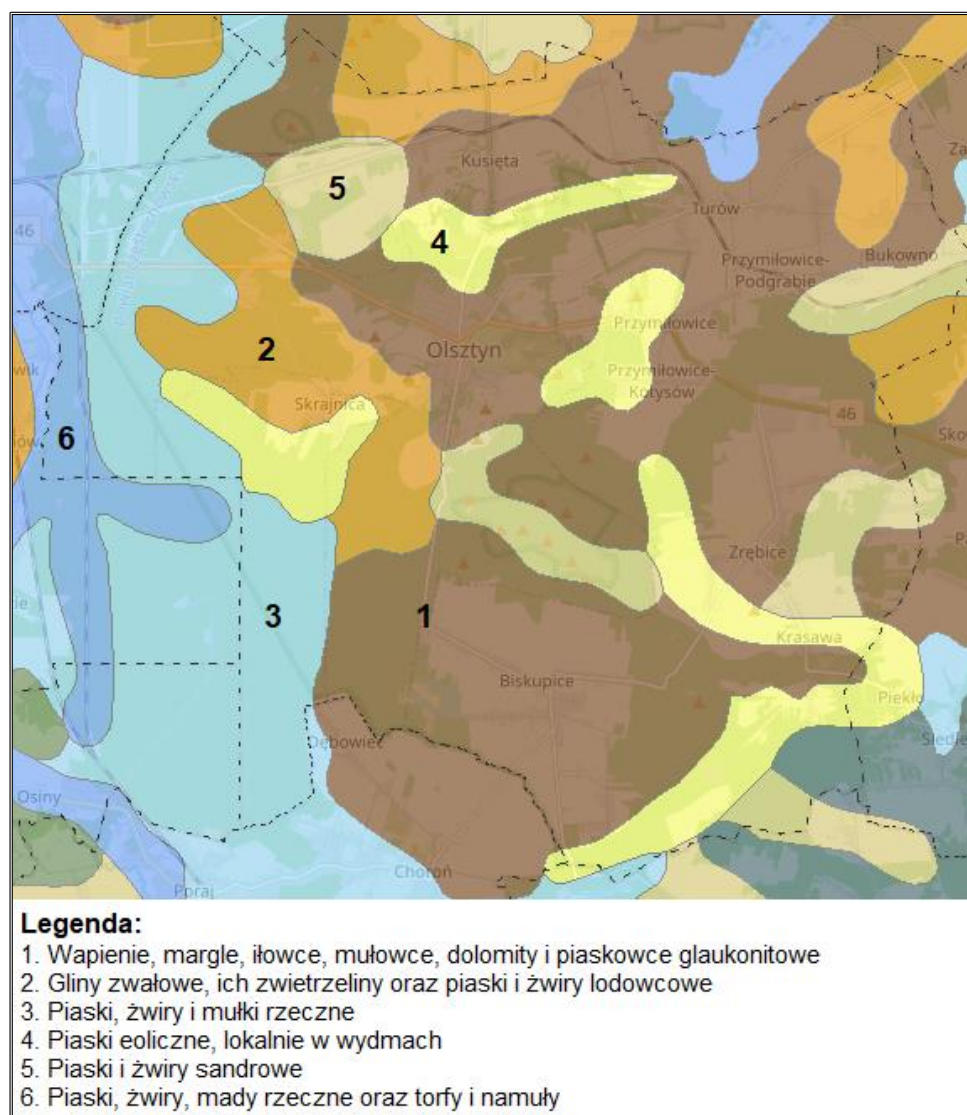 Kusięta
5
46
4
Turów
Przymiłowice-
Podgrabie
Bukowno
Przymiłowice
Olsztyn
2
Przymiłowice-
Kotysów
Skrajnica
46
6
Zrębice
3
1
Krasawa
Biskupice
Piekło
Dębowiec
Osiny
Choroń
Poraj
Legenda:
1. Wapienie, margle, iłowce, mułowce, dolomity i piaskowce glaukonitowe
2. Gliny zwałowe, ich zwietrzeliny oraz piaski i żwiry lodowcowe
3. Piaski, żwiry i mułki rzeczne
4. Piaski eoliczne, lokalnie w wydmach
5. Piaski i żwiry sandrowe
6. Piaski, żwiry, mady rzeczne oraz torfy i namuły